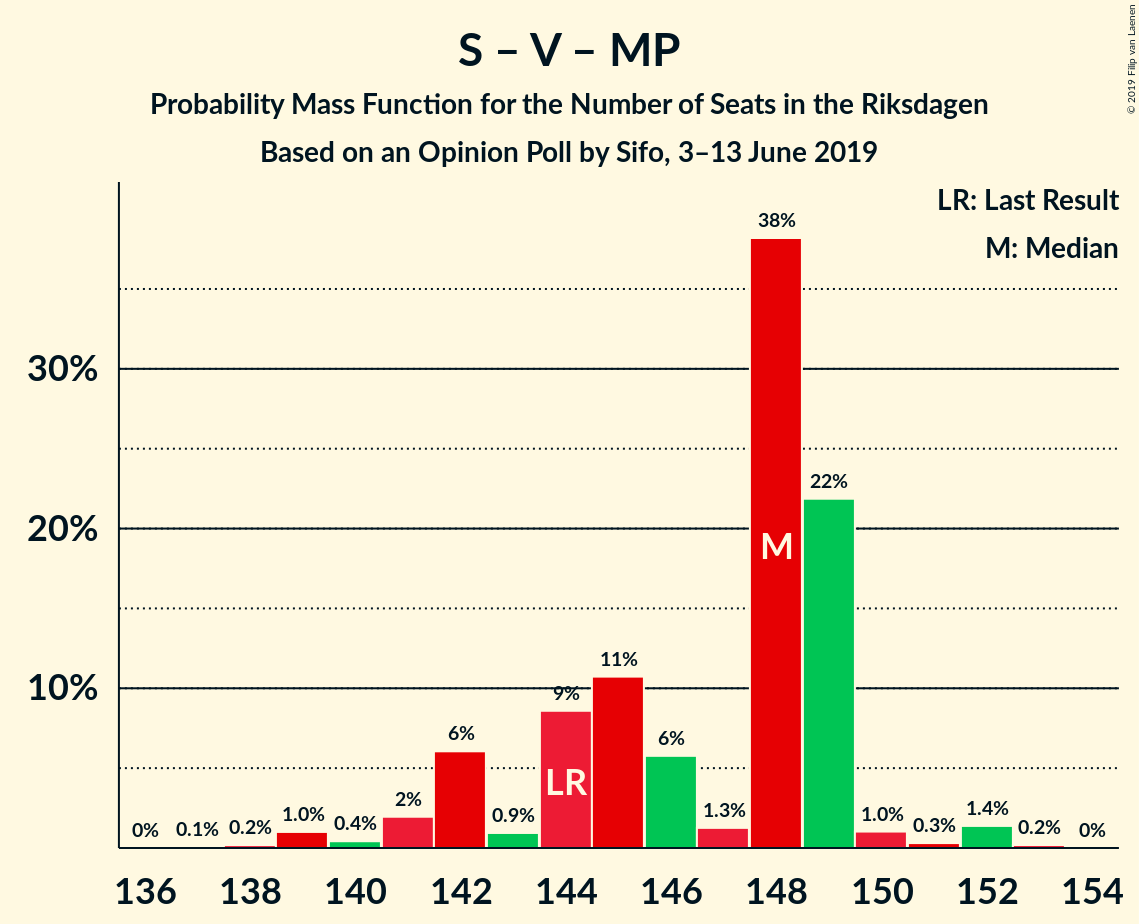 S – V – MP
Probability Mass Function for the Number of Seats in the Riksdagen
Based on an Opinion Poll by Sifo, 3–13 June 2019
© 2019 Filip van Laenen
LR: Last Result
M: Median
38%
30%
22%
20%
M
11%
10%
9%
6%
6%
LR
2%
1.4%
1.3%
1.0%
1.0%
0.9%
0.4%
0.3%
0.2%
0.2%
0.1%
0%
0%
136 138 140 142 144 146 148 150 152 154